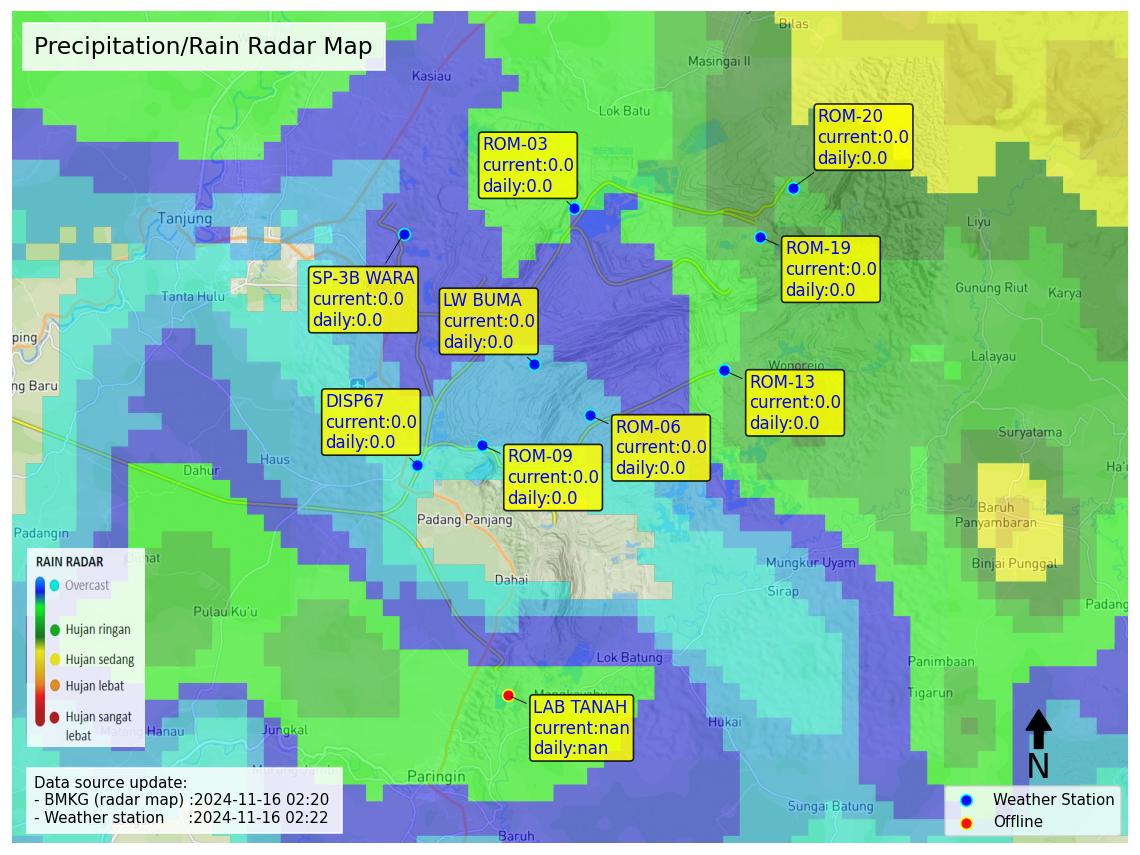 Precipitation/Rain Radar Map
Bilas
Masingai II
Kasiau
Lok Batu
ROM-20
current:0.0
daily:0.0
ROM-03
current:0.0
daily:0.0
Tanjung
Liyu
ROM-19
current:0.0
daily:0.0
SP-3B WARA
current:0.0
daily:0.0
LW BUMA
current:0.0
daily:0.0
Tanta Hulu
Gunung Riut
Karya
ping
Lalayau
Wonorejo
ng Baru
ROM-13
current:0.0
daily:0.0
DISP67
current:0.0
daily:0.0
ROM-06
current:0.0
daily:0.0
Suryatama
ROM-09
current:0.0
daily:0.0
Haus
Dahur
Ha'u
Baruh
Panyambaran
Padang Panjang
Padangin
Mungkur Uyam
Binjai Punggal
Dahai
Sirap
Padang
Pulau Ku'u
RAIN RADAR
Overcast
Hujan ringan
Hujan sedang
Hujan lebat
Hujan sangat
lebat
Lok Batung
Panimbaan
Tigarun
LAB TANAH
current:nan
daily:nan
Hukai
Jungkal
Paringin
N
Data source update:
- BMKG (radar map) :2024-11-16 02:20
- Weather station :2024-11-16 02:22
Sungai Batung
Baruh
Weather Station
Offline